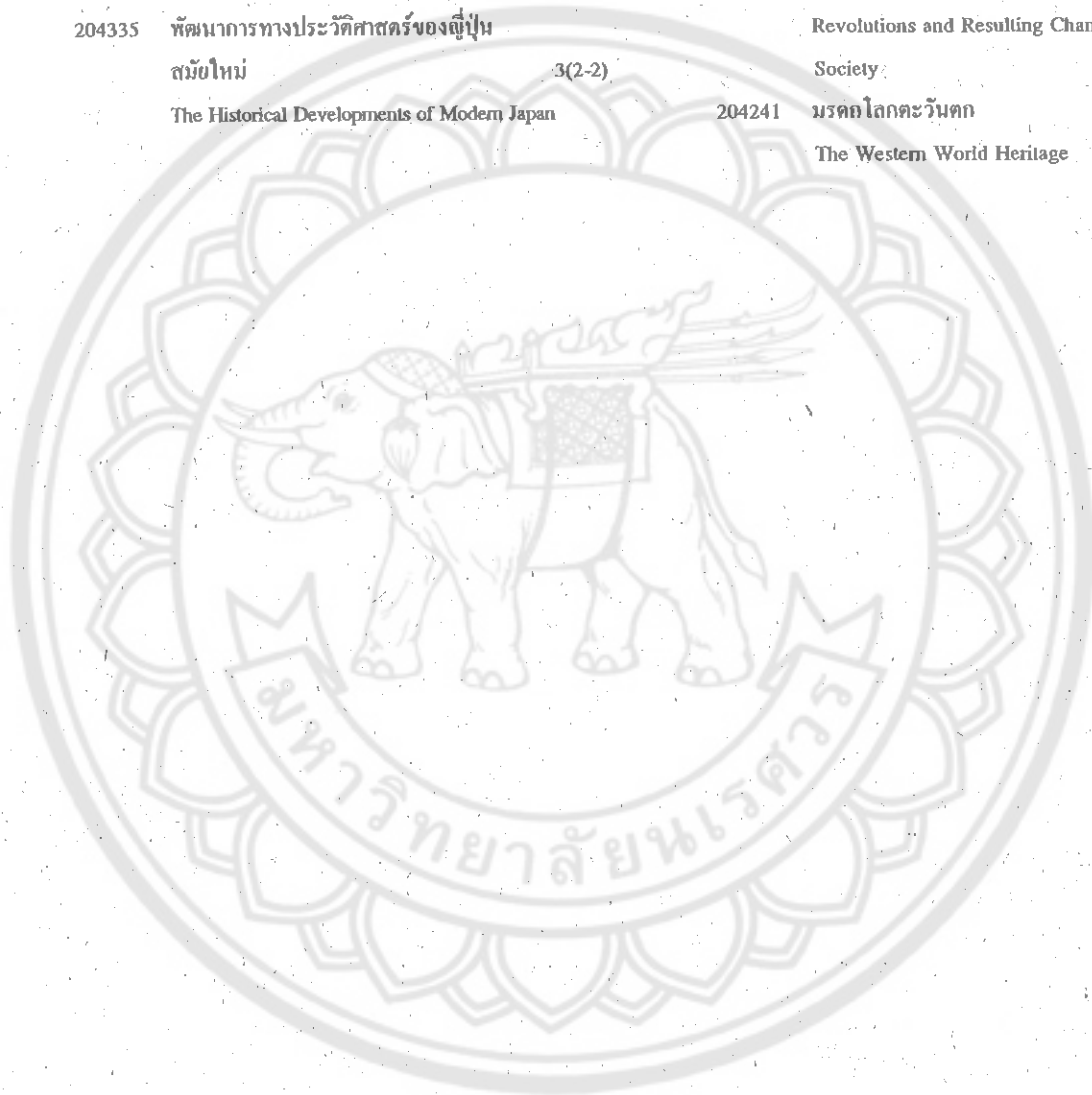 204335 พัฒนาการทางประวัติศาสตร์ของญี่ปุ่น
สมัยใหม่ 3(2-2)
The Historical Developments of Modern Japan
Revolutions and Resulting
Society
204241 มรดกโลกตะวันตก
The Western World Heritage
มหาวิทยาลัยนเรศวร